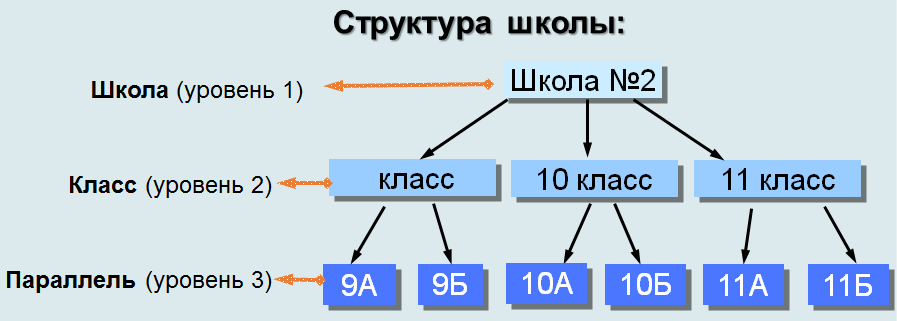 Структура школы:
Школа (уровень 1)
Школа №2
Класс (уровень 2)
класс
10 класс
11 класс
Параллель (уровень 3)
9А
9Б
10А
10Б
11А
11Б